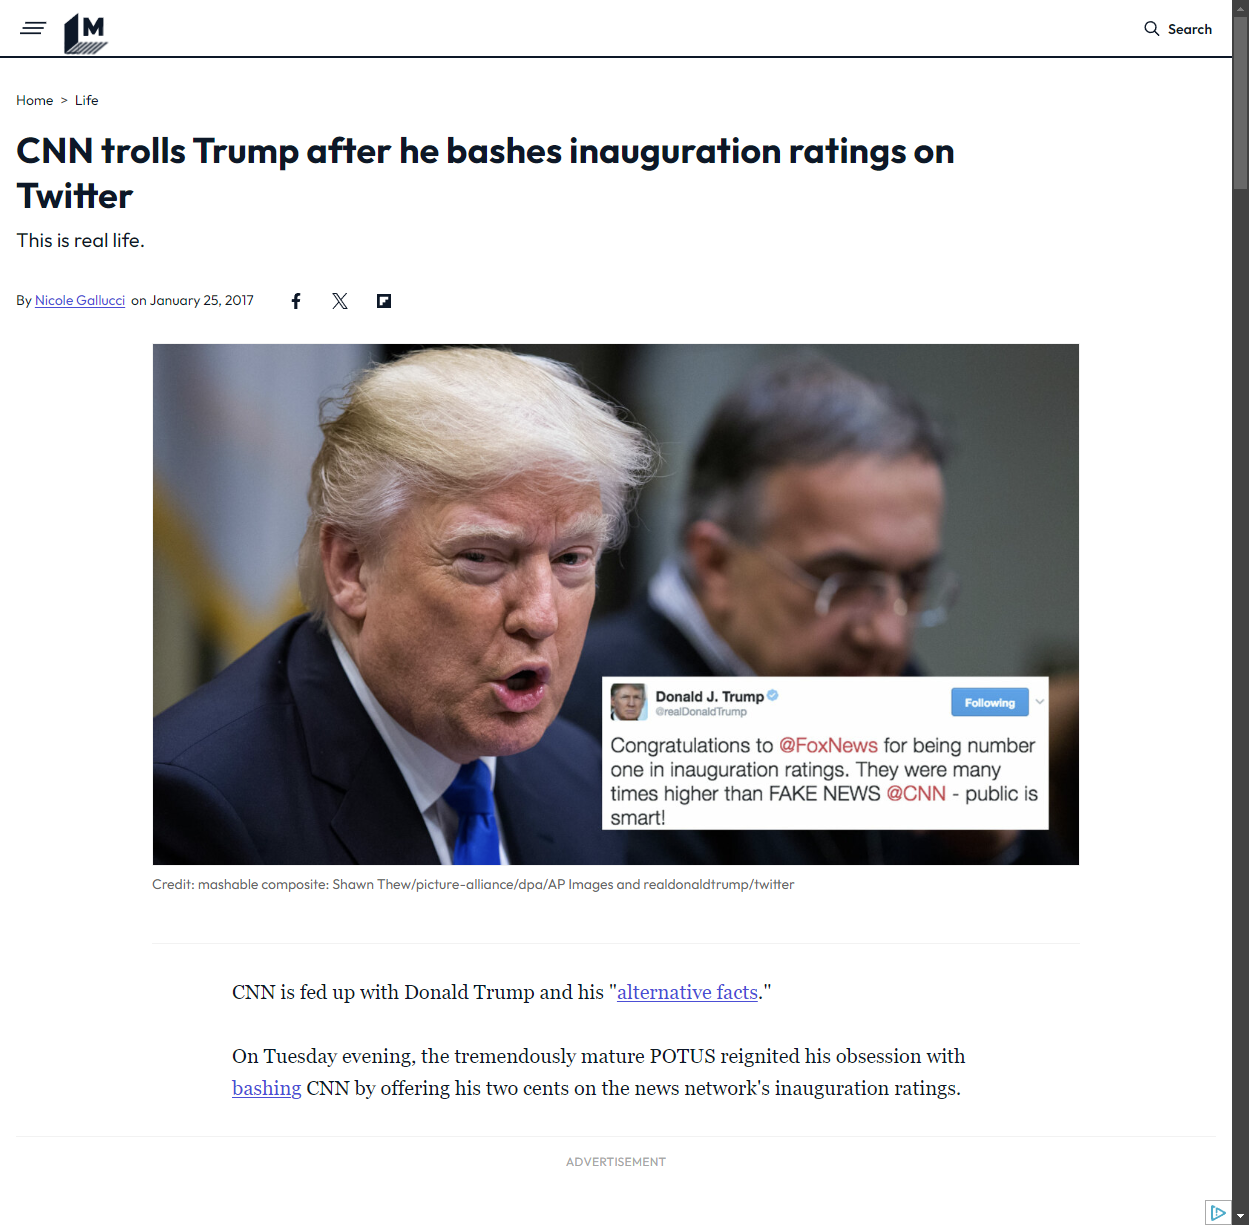 M
Search
Home > Life
CNN trolls Trump after he bashes inauguration ratings on
Twitter
This is real life.
By Nicole Gallucci on January 25, 2017
Donald J. Trump
@realDonaldTrump
Following
Congratulations to @FoxNews for being number
one in inauguration ratings. They were many
times higher than FAKE NEWS @CNN - public is
smart!
Credit: mashable composite: Shawn Thew/picture-alliance/dpa/AP Images and realdonaldtrump/twitter
CNN is fed up with Donald Trump and his "alternative facts."
On Tuesday evening, the tremendously mature POTUS reignited his obsession with
bashing CNN by offering his two cents on the news network's inauguration ratings.
ADVERTISEMENT